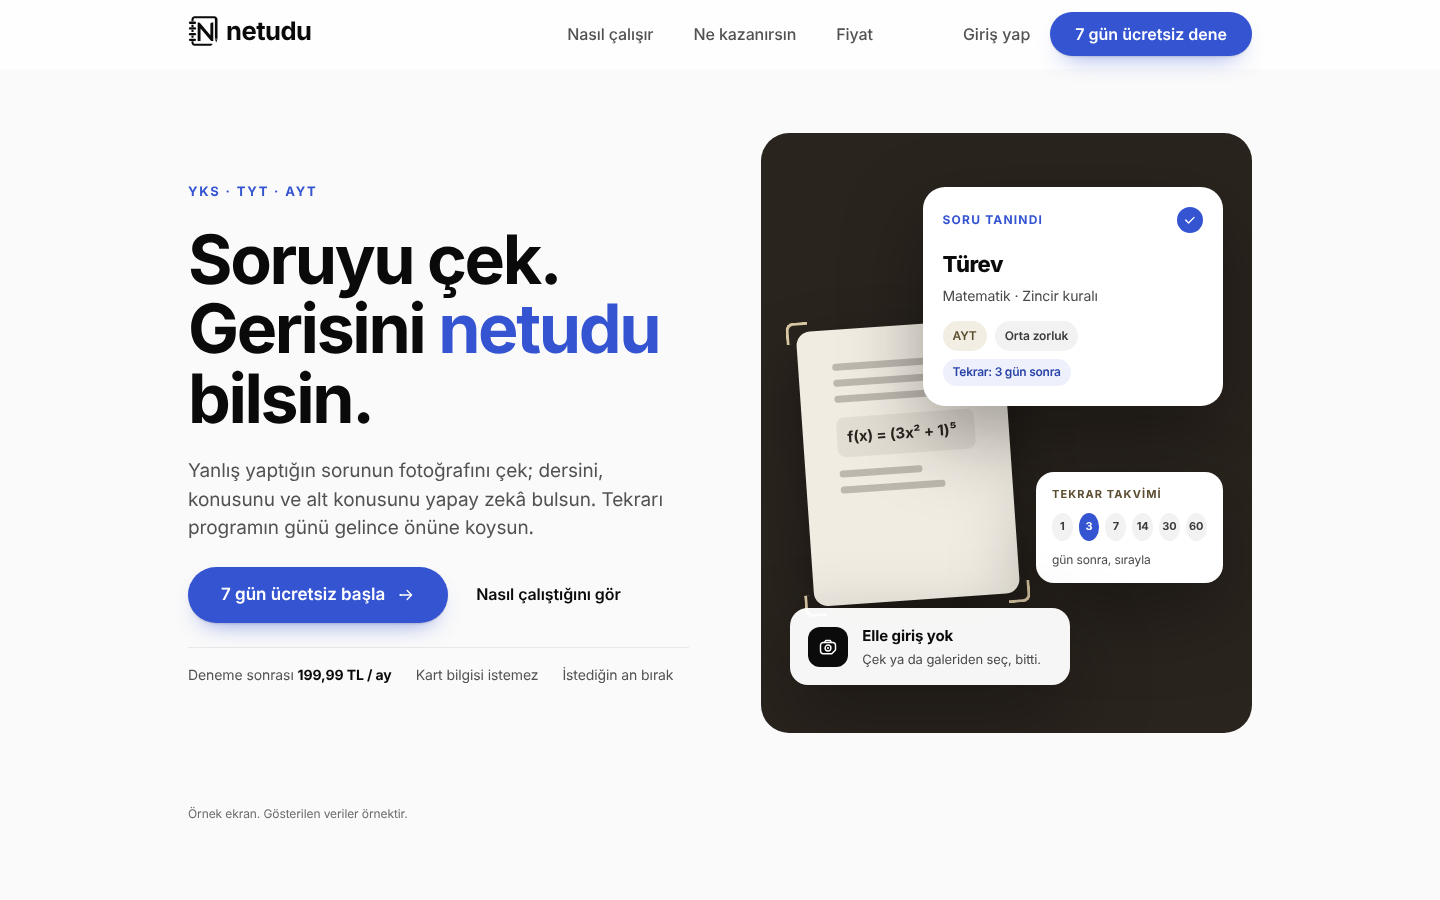 netudu
Nasıl çalışır
Ne kazanırsın
Fiyat
Giriş yap
7 gün ücretsiz dene
YKS · TYT · AYT
Soruyu çek.
Gerisini netudu
bilsin.
Yanlış yaptığın sorunun fotoğrafını çek; dersini,
konusunu ve alt konusunu yapay zekâ bulsun. Tekrarı
programın günü gelince önüne koysun.
7 gün ücretsiz başla →
Nasıl çalıştığını gör
Deneme sonrası 199,99 TL / ay
Kart bilgisi istemez
İstediğin an bırak
SORU TANINDI
Türev
Matematik · Zincir kuralı
AYT
Orta zorluk
Tekrar: 3 gün sonra
f(x) = (3x² + 1)⁵
TEKRAR TAKVİMİ
1 3 7 14 30 60
gün sonra, sırayla
Elle giriş yok
Çek ya da galeriden seç, bitti.
Örnek ekran. Gösterilen veriler örnektir.